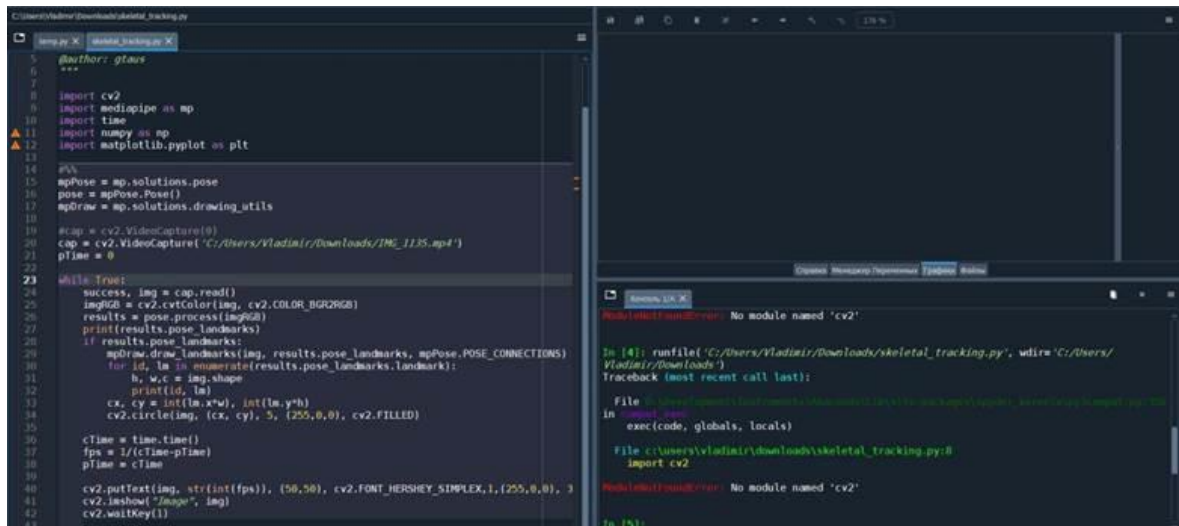 C:\Users\Vladimir\Downloads\skeletal_tracking.py
temp.py X skeletal_tracking.py X
5 @author: gtaus
6 """
7
8 import cv2
9 import mediapipe as mp
10 import time
11 import numpy as np
12 import matplotlib.pyplot as plt
13
14 #%%
15 mpPose = mp.solutions.pose
16 pose = mpPose.Pose()
17 mpDraw = mp.solutions.drawing_utils
18
19 #cap = cv2.VideoCapture(0)
20 cap = cv2.VideoCapture('C:/Users/Vladimir/Downloads/IMG_1135.mp4')
21 pTime = 0
22
23 while True:
24 success, img = cap.read()
25 imgRGB = cv2.cvtColor(img, cv2.COLOR_BGR2RGB)
26 results = pose.process(imgRGB)
27 print(results.pose_landmarks)
28 if results.pose_landmarks:
29 mpDraw.draw_landmarks(img, results.pose_landmarks, mpPose.POSE_CONNECTIONS)
30 for id, lm in enumerate(results.pose_landmarks.landmark):
31 h, w,c = img.shape
32 print(id, lm)
33 cx, cy = int(lm.x*w), int(lm.y*h)
34 cv2.circle(img, (cx, cy), 5, (255,0,0), cv2.FILLED)
35
36 cTime = time.time()
37 fps = 1/(cTime-pTime)
38 pTime = cTime
39
40 cv2.putText(img, str(int(fps)), (50,50), cv2.FONT_HERSHEY_SIMPLEX,1,(255,0,0), 3
41 cv2.imshow("Image", img)
42 cv2.waitKey(1)
43
176 %
Справка Менеджер Переменных Графики Файлы
Консоль 1/A X
ModuleNotFoundError: No module named 'cv2'
In [4]: runfile('C:/Users/Vladimir/Downloads/skeletal_tracking.py', wdir='C:/Users/
Vladimir/Downloads')
Traceback (most recent call last):
File
in compat_exec
exec(code, globals, locals)
File c:\users\vladimir\downloads\skeletal_tracking.py:8
import cv2
ModuleNotFoundError: No module named 'cv2'
In [5]: